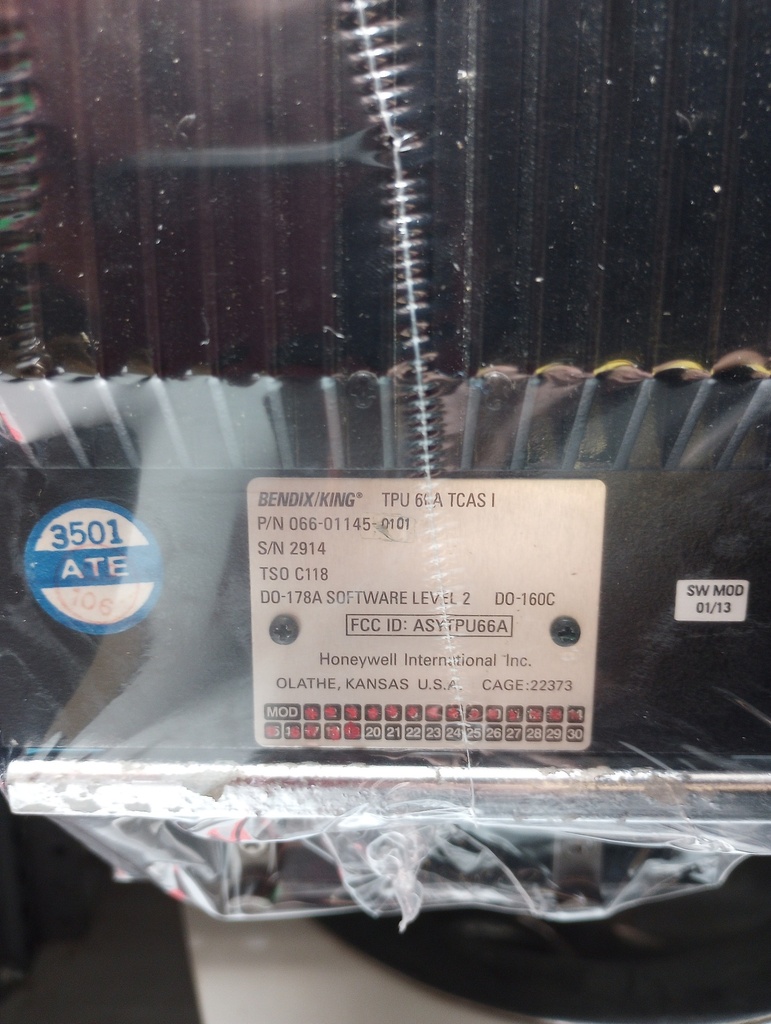 BENDIX/KING® TPU 66A TCAS I
P/N 066-01145-0101
S/N 2914
TSO C118
DO-178A SOFTWARE LEVEL 2 DO-160C
FCC ID: ASYTPU66A
Honeywell International Inc.
OLATHE, KANSAS U.S.A. CAGE:22373
MOD
20 21 22 23 24 25 26 27 28 29 30
3501
ATE
106
SW MOD
01/13